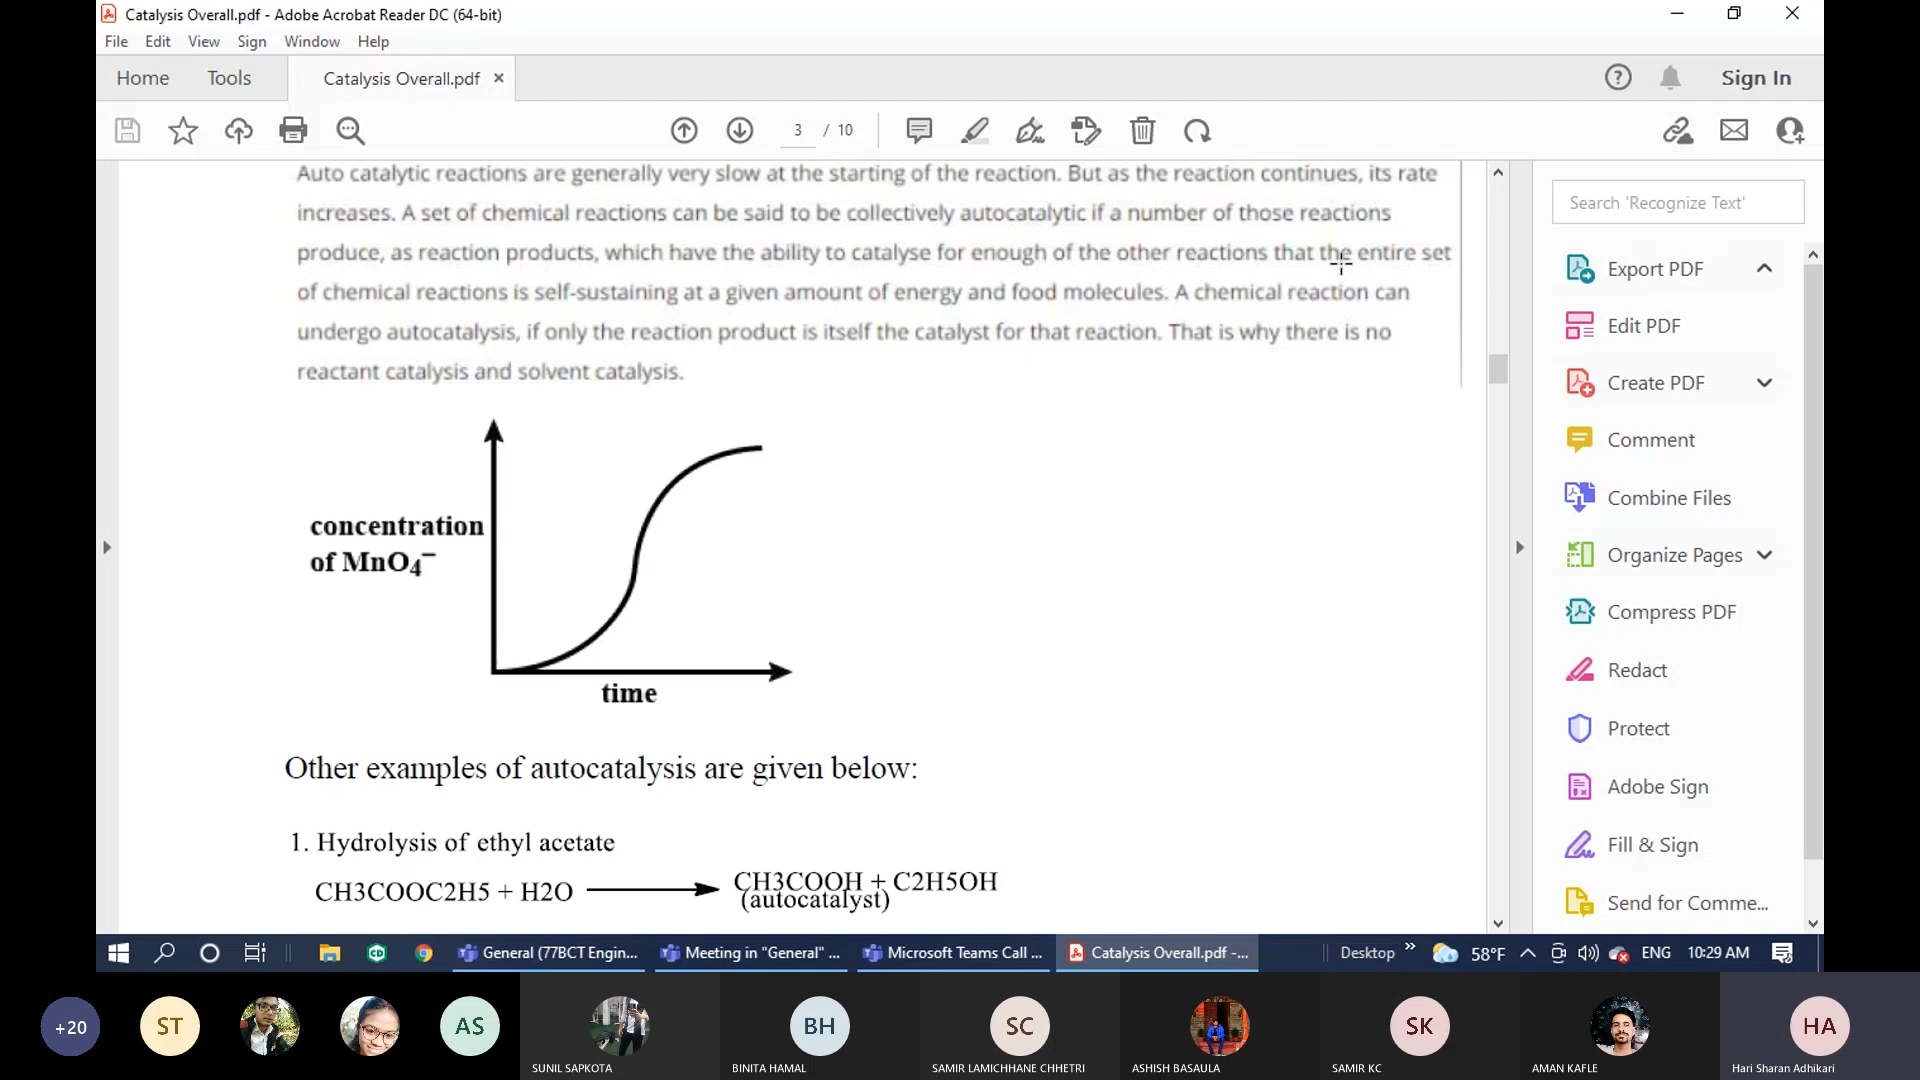 Catalysis Overall.pdf - Adobe Acrobat Reader DC (64-bit)
File Edit View Sign Window Help
Home Tools Catalysis Overall.pdf × Sign In
3 / 10
Auto catalytic reactions are generally very slow at the starting of the reaction. But as the reaction continues, its rate
increases. A set of chemical reactions can be said to be collectively autocatalytic if a number of those reactions
produce, as reaction products, which have the ability to catalyse for enough of the other reactions that the entire set
of chemical reactions is self-sustaining at a given amount of energy and food molecules. A chemical reaction can
undergo autocatalysis, if only the reaction product is itself the catalyst for that reaction. That is why there is no
reactant catalysis and solvent catalysis.
concentration
of MnO4−
time
Other examples of autocatalysis are given below:
1. Hydrolysis of ethyl acetate
CH3COOC2H5 + H2O
CH3COOH + C2H5OH
(autocatalyst)
Search 'Recognize Text'
Export PDF
Edit PDF
Create PDF
Comment
Combine Files
Organize Pages
Compress PDF
Redact
Protect
Adobe Sign
Fill & Sign
Send for Comme...
General (77BCT Engin... Meeting in "General" ... Microsoft Teams Call ... Catalysis Overall.pdf -... Desktop » 58°F ENG 10:29 AM
+20 ST AS BH SC SK HA
SUNIL SAPKOTA BINITA HAMAL SAMIR LAMICHHANE CHHETRI ASHISH BASAULA SAMIR KC AMAN KAFLE Hari Sharan Adhikari